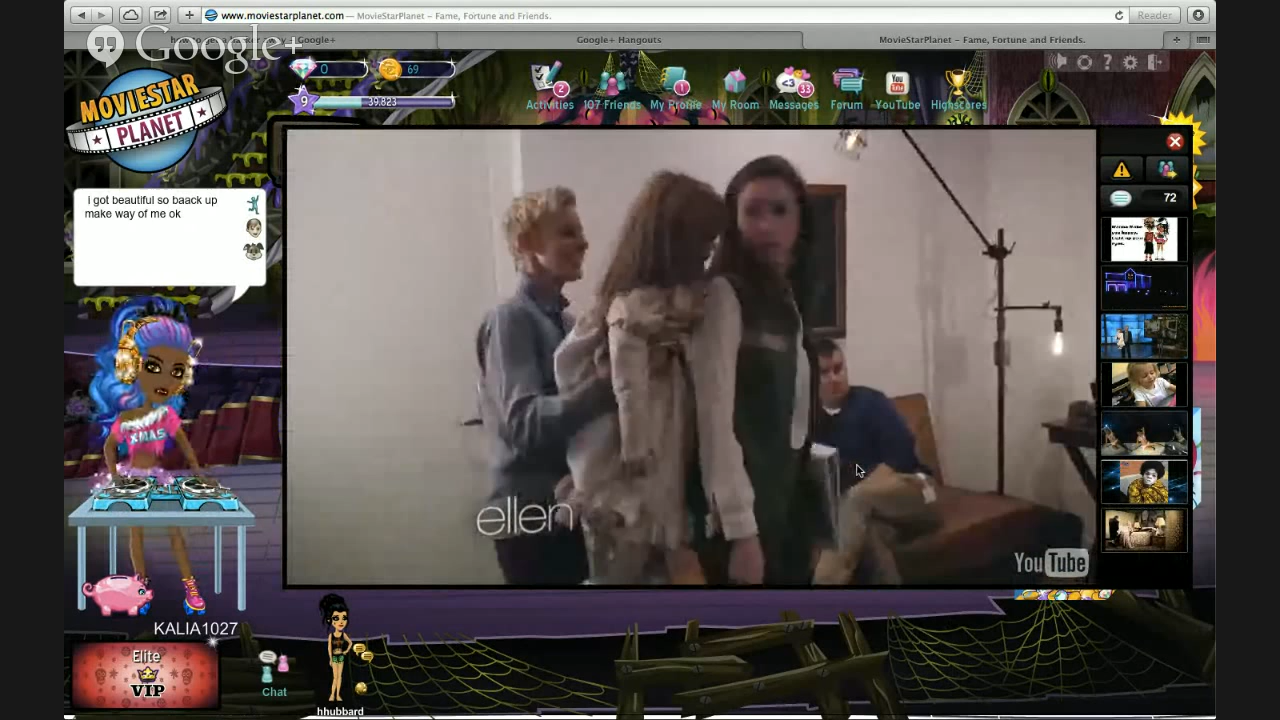 www.moviestarplanet.com — MovieStarPlanet – Fame, Fortune and Friends.
Reader
Google+ Hangouts
MovieStarPlanet – Fame, Fortune and Friends.
Google+
0
69
9
39,823
MOVIESTAR
PLANET
2
1
<3
33
You
Tube
Activities
107 Friends
My Profile
My Room
Messages
Forum
YouTube
Highscores
i got beautiful so baack up
make way of me ok
72
XMAS
ellen
YouTube
KALIA1027
Elite
VIP
Chat
hhubbard